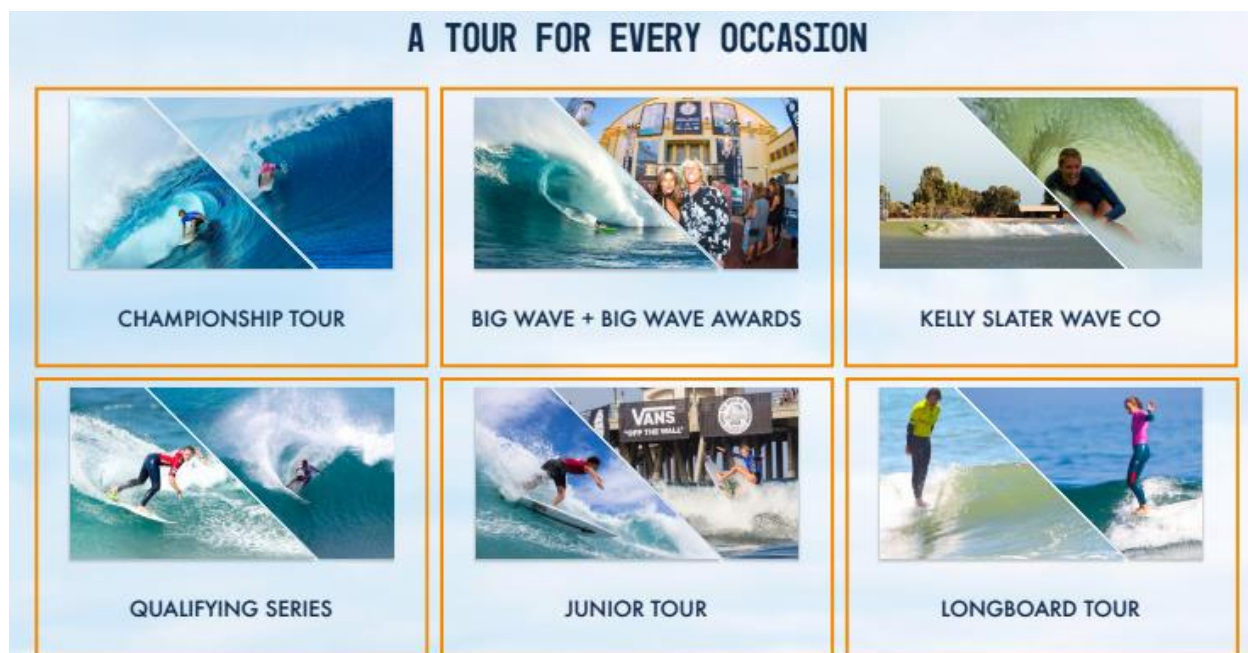 A TOUR FOR EVERY OCCASION
CHAMPIONSHIP TOUR
BIG WAVE + BIG WAVE AWARDS
KELLY SLATER WAVE CO
VANS
"OFF THE WALL"
QUALIFYING SERIES
JUNIOR TOUR
LONGBOARD TOUR